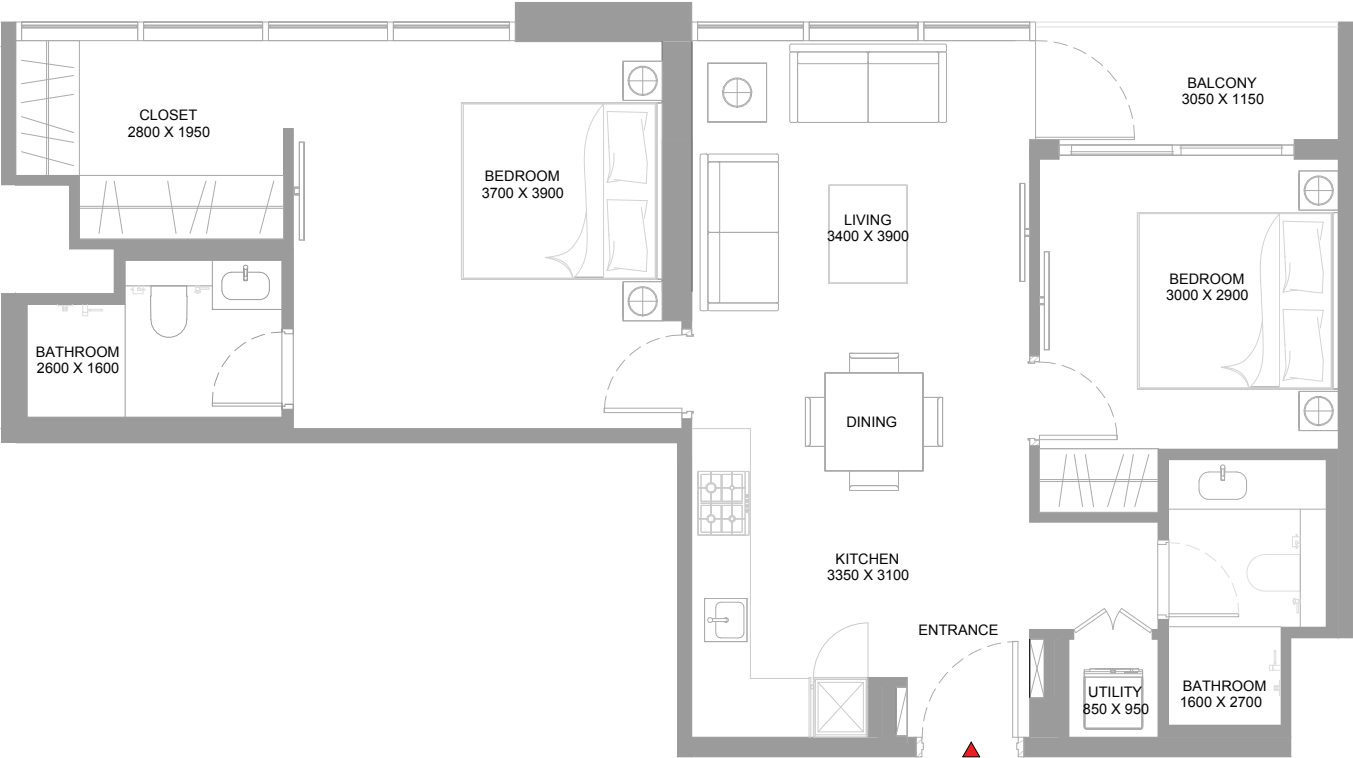 CLOSET
2800 X 1950
BEDROOM
3700 X 3900
LIVING
3400 X 3900
BALCONY
3050 X 1150
BEDROOM
3000 X 2900
BATHROOM
2600 X 1600
DINING
KITCHEN
3350 X 3100
ENTRANCE
UTILITY
850 X 950
BATHROOM
1600 X 2700